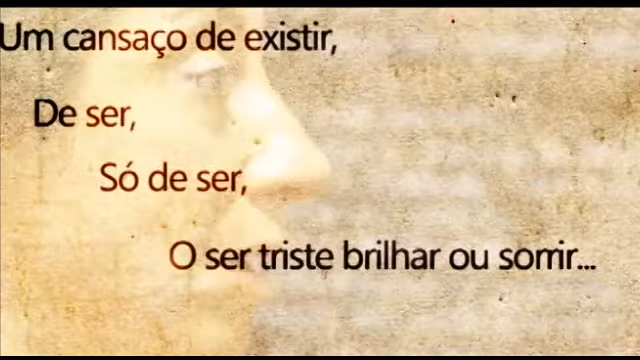 Um cansaço de existir,
De ser,
Só de ser,
O ser triste brilhar ou sorrir...